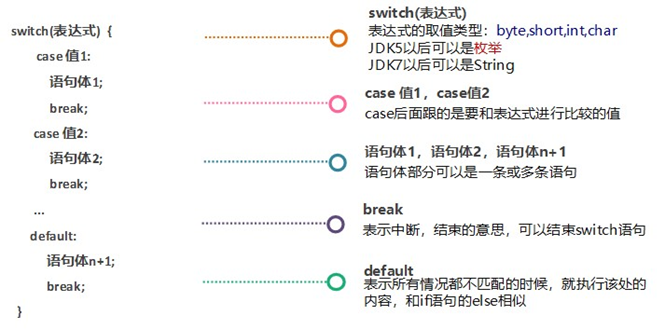 switch(表达式) {
case 值1:
语句体1;
break;
case 值2:
语句体2;
break;
...
default:
语句体n+1;
break;
}
switch(表达式)
表达式的取值类型：byte,short,int,char
JDK5以后可以是枚举
JDK7以后可以是String
case 值1，case值2
case后面跟的是要和表达式进行比较的值
语句体1，语句体2，语句体n+1
语句体部分可以是一条或多条语句
break
表示中断，结束的意思，可以结束switch语句
default
表示所有情况都不匹配的时候，就执行该处的
内容，和if语句的else相似